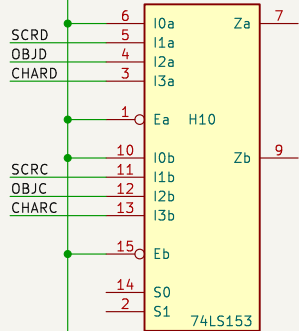 6 I0a Za 7
SCRD 5 I1a
OBJD 4 I2a
CHARD 3 I3a
1 Ea H10
10 I0b Zb 9
SCRC 11 I1b
OBJC 12 I2b
CHARC 13 I3b
15 Eb
14 S0
2 S1
74LS153